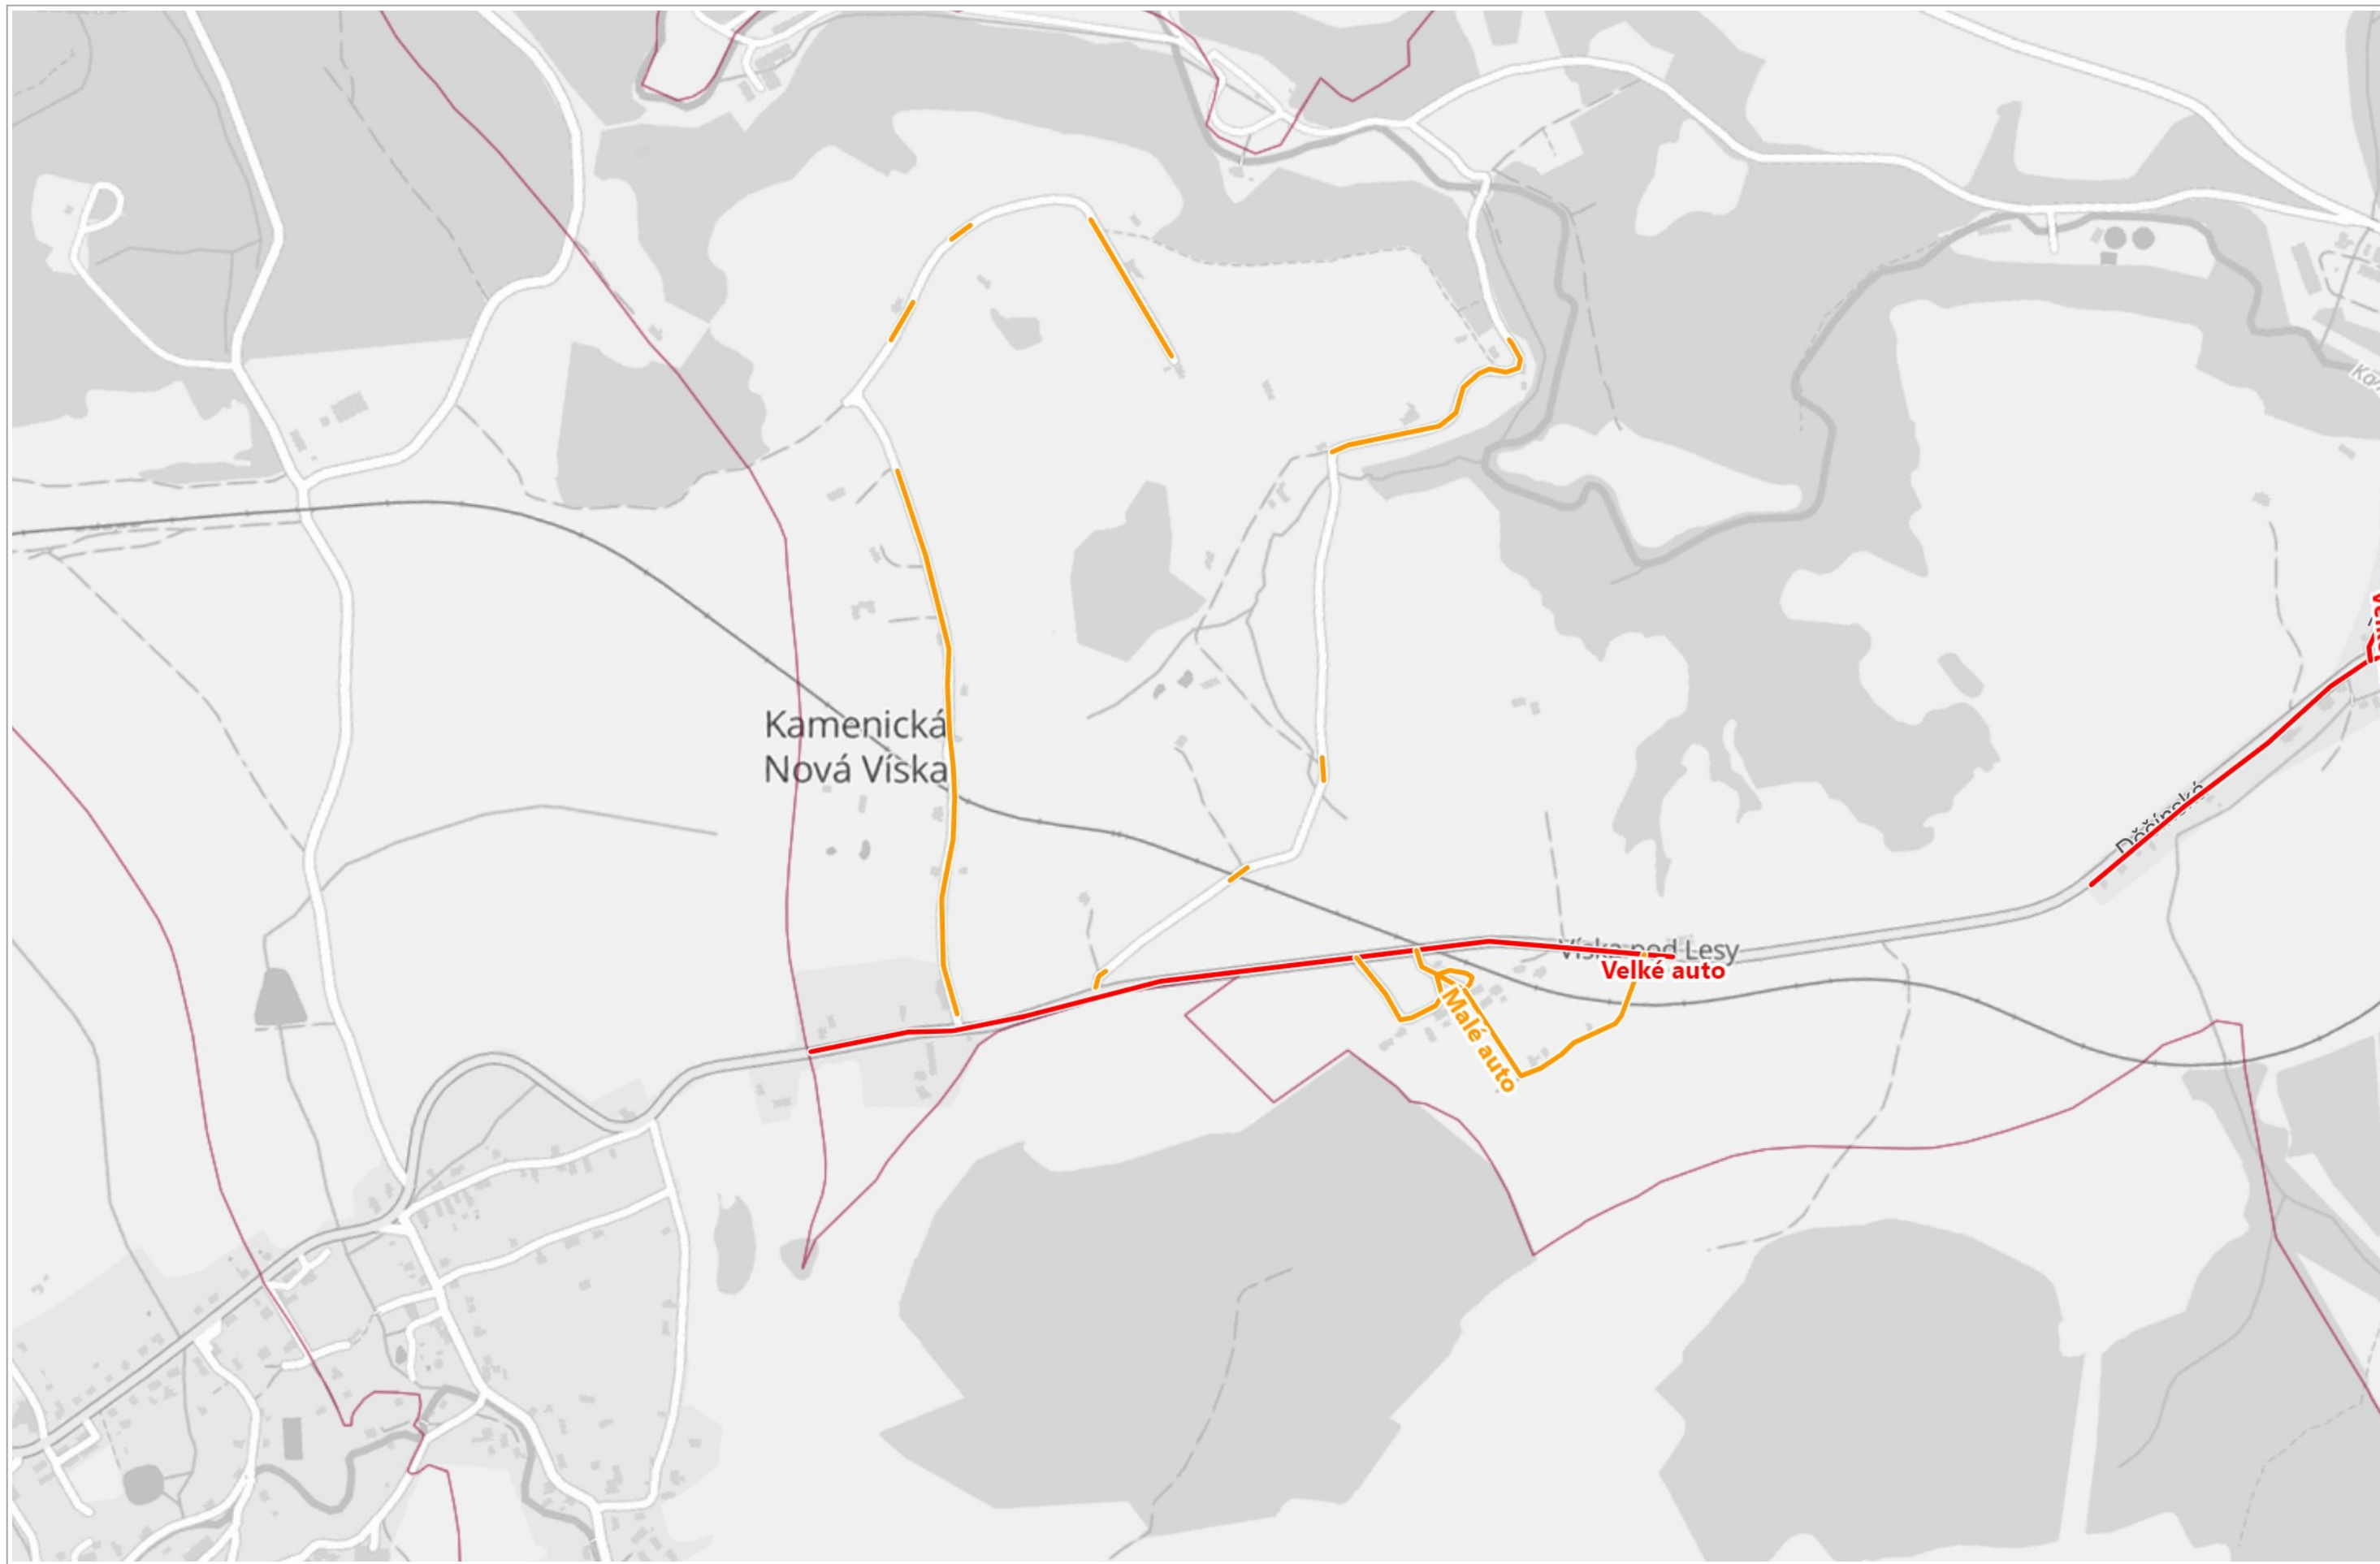 Kamenická
Nová Víska
Děčínská
Víska pod Lesy
Velké auto
Malé auto